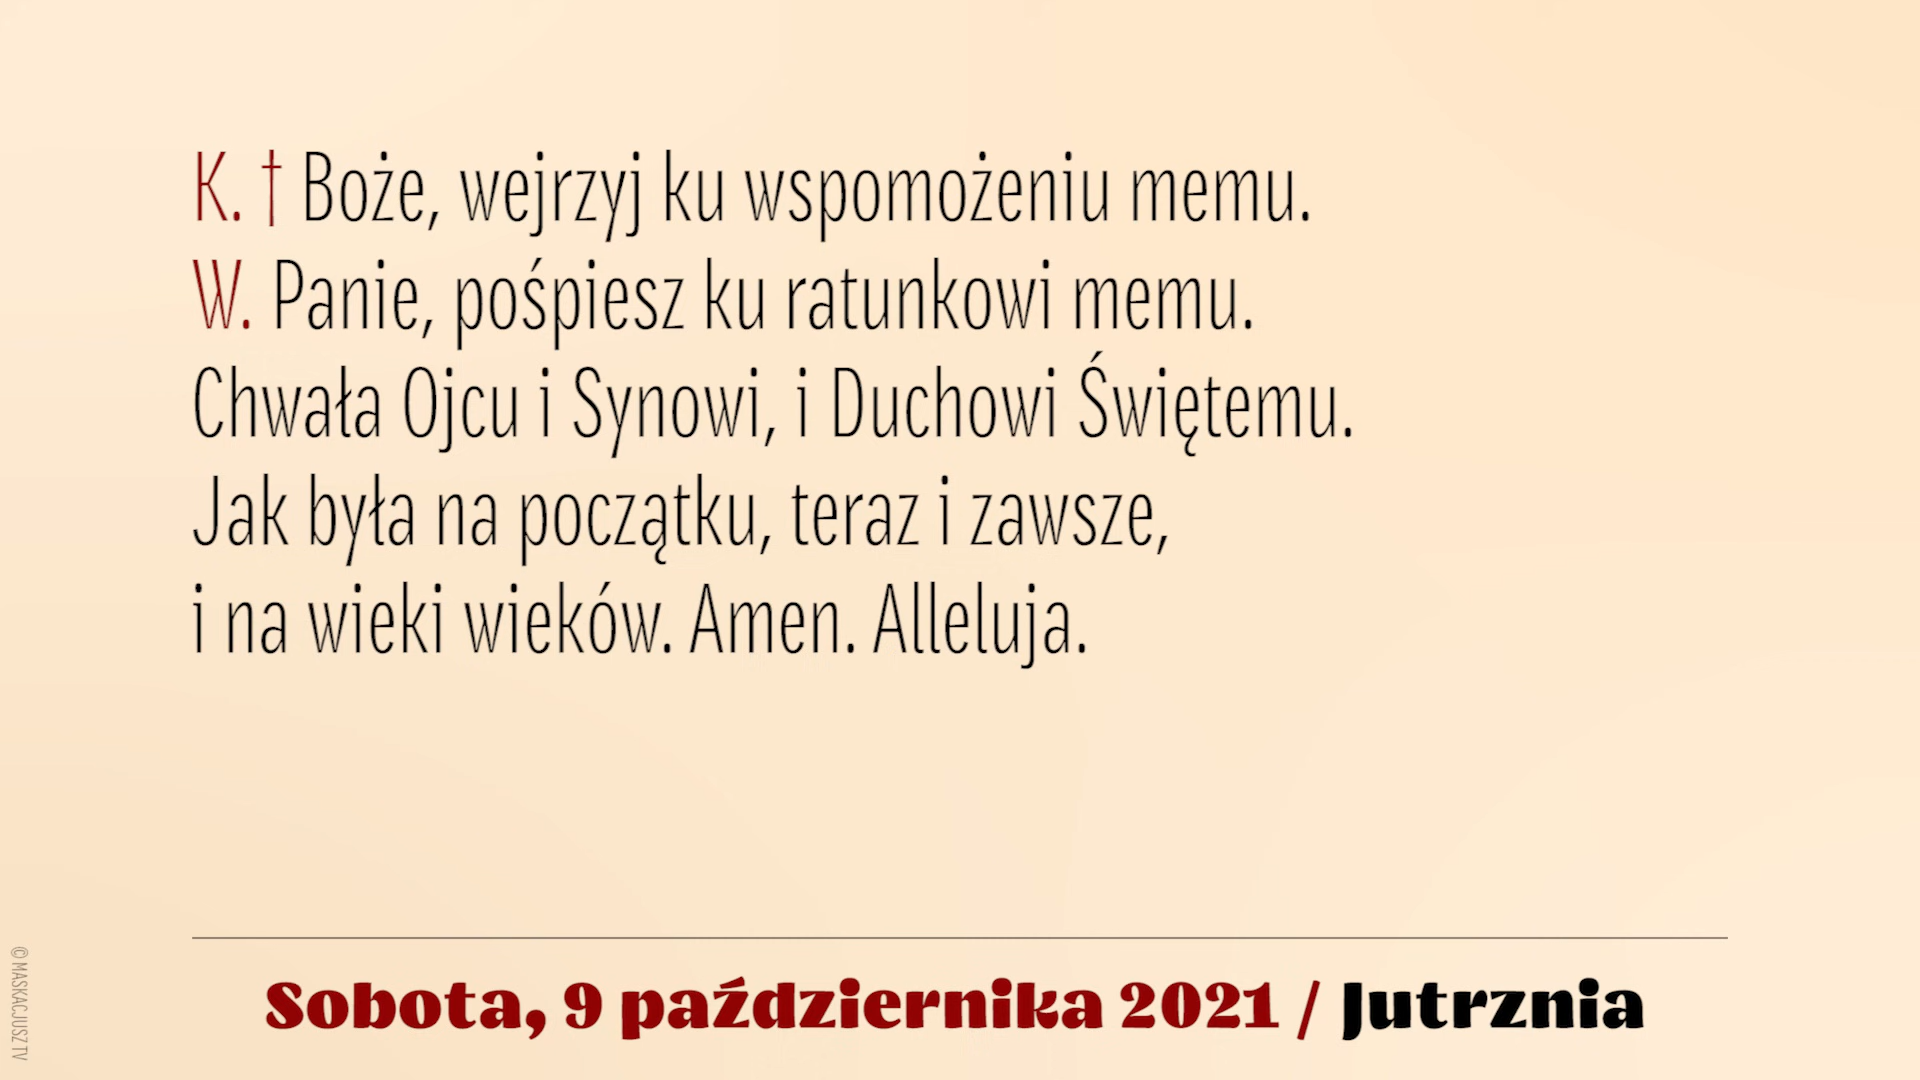 K. † Boże, wejrzyj ku wspomożeniu memu.
W. Panie, pośpiesz ku ratunkowi memu.
Chwała Ojcu i Synowi, i Duchowi Świętemu.
Jak była na początku, teraz i zawsze,
i na wieki wieków. Amen. Alleluja.
Sobota, 9 października 2021 / Jutrznia
© MASKACJUSZ TV